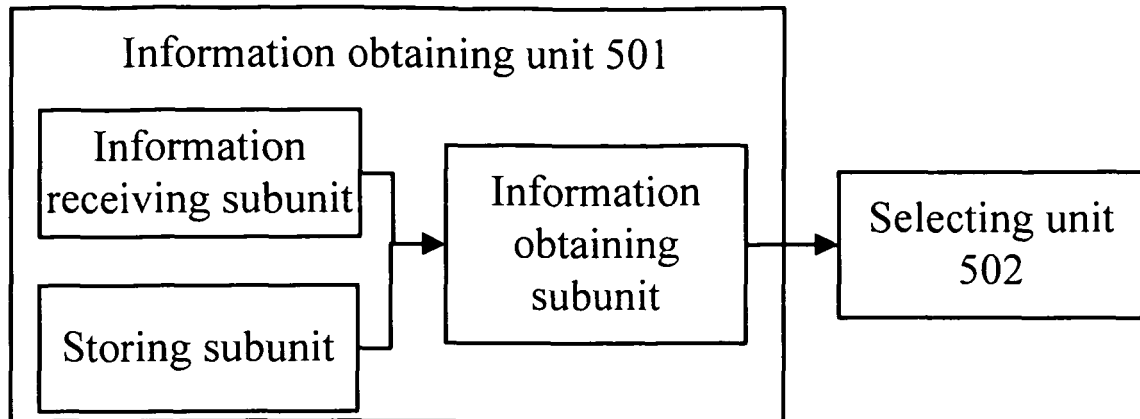 Information obtaining unit 501
Information
receiving subunit
Storing subunit
Information
obtaining
subunit
Selecting unit
502